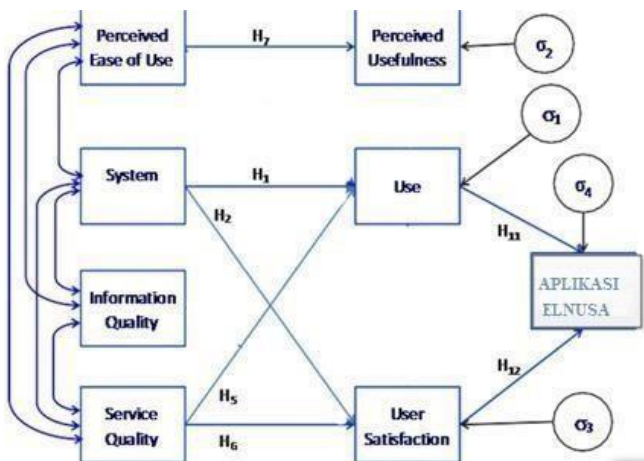 Perceived
Ease of Use
H7
Perceived
Usefulness
σ2
σ1
System
H1
Use
σ4
H2
H11
APLIKASI
ELNUSA
Information
Quality
H12
H5
Service
Quality
H6
User
Satisfaction
σ3